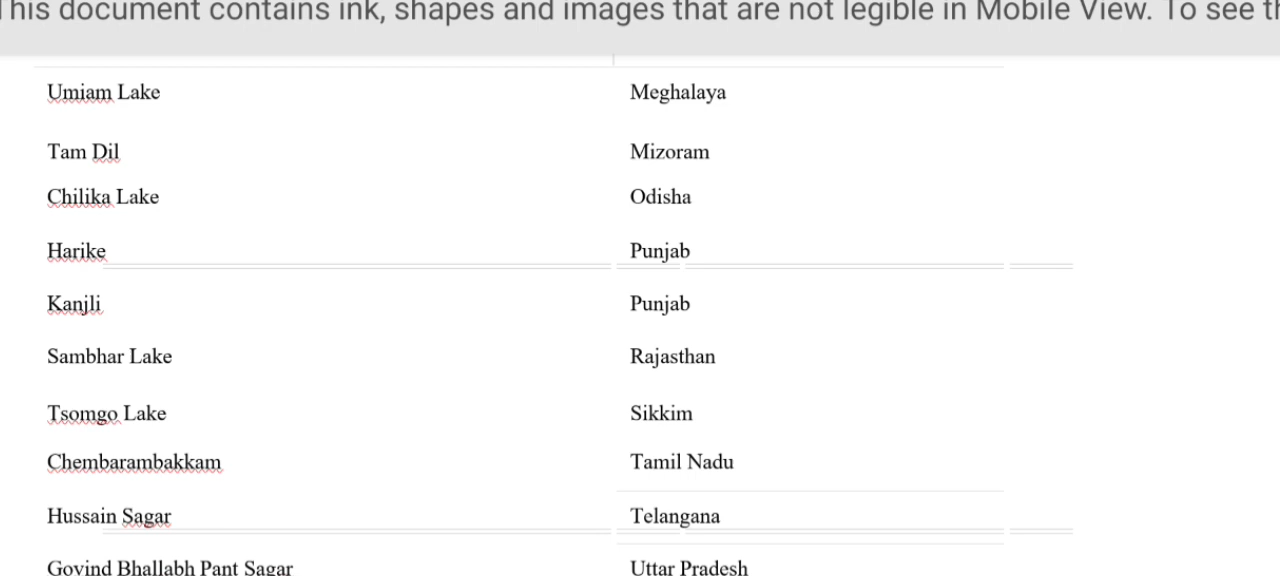 This document contains ink, shapes and images that are not legible in Mobile View. To see
Umiam Lake Meghalaya
Tam Dil Mizoram
Chilika Lake Odisha
Harike Punjab
Kanjli Punjab
Sambhar Lake Rajasthan
Tsomgo Lake Sikkim
Chembarambakkam Tamil Nadu
Hussain Sagar Telangana
Govind Bhallabh Pant Sagar Uttar Pradesh